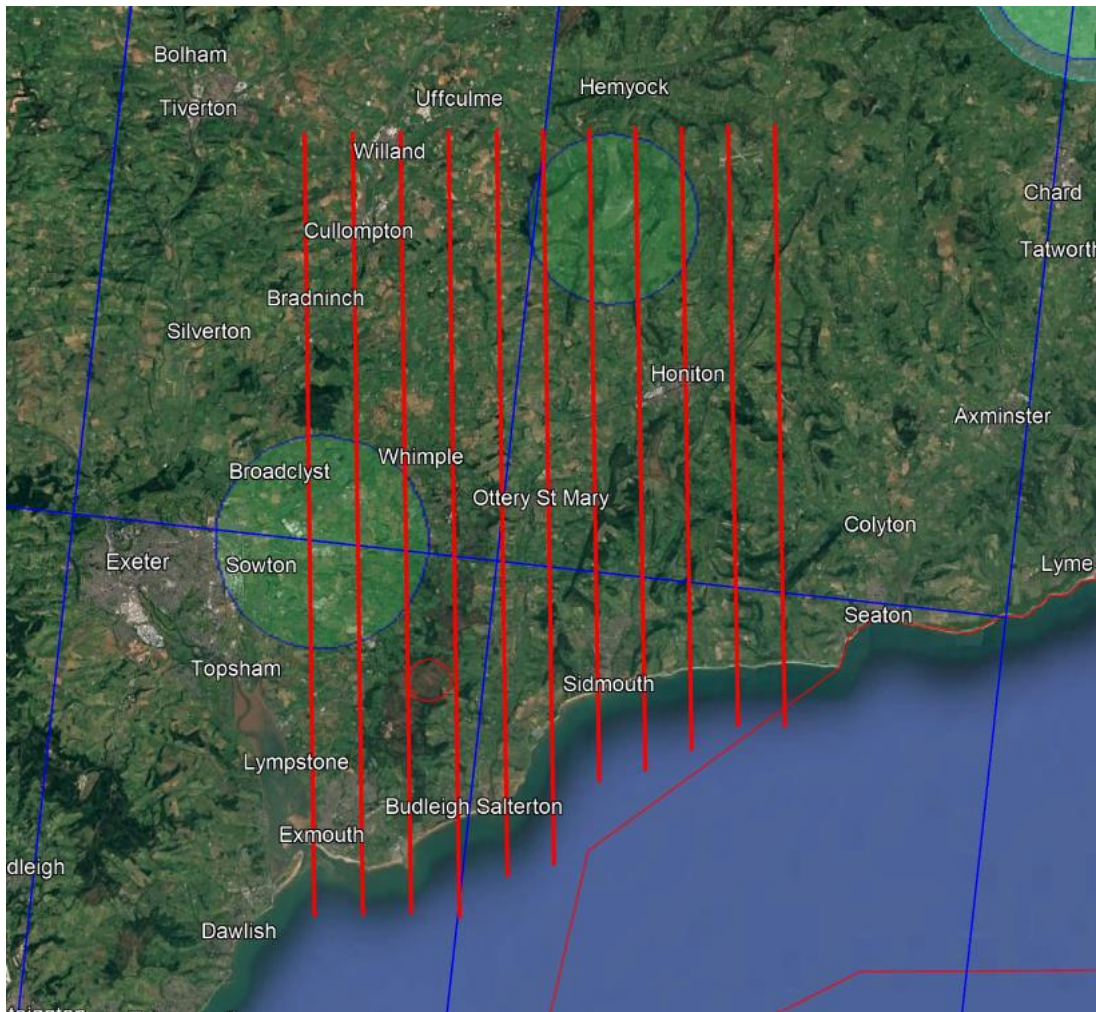 Bolham
Hemyock
Uffculme
Tiverton
Willand
Chard
Cullompton
Tatworth
Bradninch
Silverton
Honiton
Axminster
Whimple
Broadclyst
Ottery St Mary
Colyton
Exeter
Sowton
Lyme
Seaton
Topsham
Sidmouth
Lympstone
Budleigh Salterton
Exmouth
dleigh
Dawlish